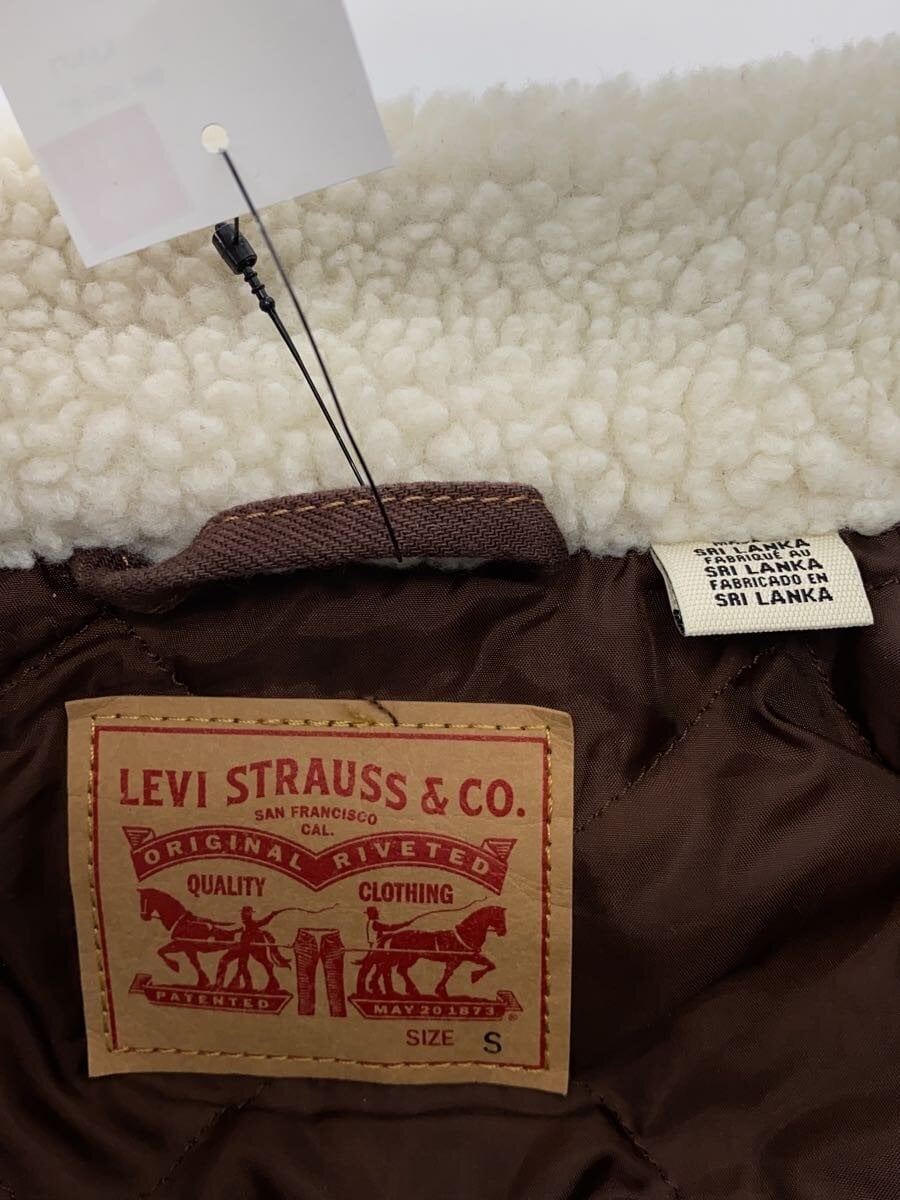 SRI LANKA
FABRIQUÉ AU
SRI LANKA
FABRICADO EN
SRI LANKA
LEVI STRAUSS & CO.
SAN FRANCISCO
CAL.
ORIGINAL RIVETED
QUALITY CLOTHING
PATENTED MAY 20 1873 ®
SIZE S